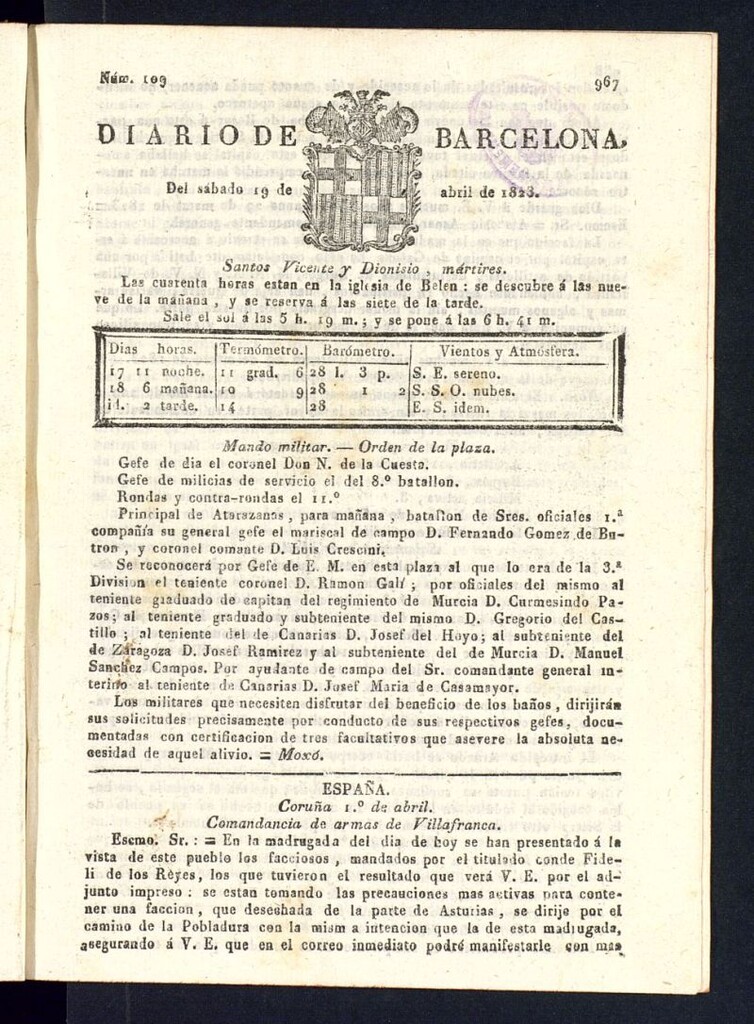 Núm. 109
967
DIARIO DE BARCELONA,
Del sábado 19 de abril de 1823.
Santos Vicente y Dionisio, mártires.
Las cuarenta horas estan en la iglesia de Belen: se descubre á las nue-
ve de la mañana, y se reserva á las siete de la tarde.
Sale el sol á las 5 h. 19 m.; y se pone á las 6 h. 41 m.
Dias horas. Termómetro. Barómetro. Vientos y Atmósfera.
17 11 noche. 11 grad. 6 28 l. 3 p. S. E. sereno.
18 6 mañana. 10 9 28 1 2 S. S. O. nubes.
id. 2 tarde. 14 28 E. S. idem.
Mando militar. — Orden de la plaza.
Gefe de dia el coronel Don N. de la Cuesta.
Gefe de milicias de servicio el del 8.º batallon.
Rondas y contra-rondas el 11.º
Principal de Atarazanas, para mañana, batallon de Sres. oficiales 1.ª
compañía su general gefe el mariscal de campo D. Fernando Gomez de Bu-
tron, y coronel comante D. Luis Crescini.
Se reconocerá por Gefe de E. M. en esta plaza al que lo era de la 3.ª
Division el teniente coronel D. Ramon Galí; por oficiales del mismo al
teniente graduado de capitan del regimiento de Murcia D. Curmesindo Pa-
zos; al teniente graduado y subteniente del mismo D. Gregorio del Cas-
tillo; al teniente del de Canarias D. Josef del Hoyo; al subteniente del
de Zaragoza D. Josef Ramirez y al subteniente del de Murcia D. Manuel
Sanchez Campos. Por ayudante de campo del Sr. comandante general in-
terino al teniente de Canarias D. Josef Maria de Casamayor.
Los militares que necesiten disfrutar del beneficio de los baños, dirijirán
sus solicitudes precisamente por conducto de sus respectivos gefes, docu-
mentadas con certificacion de tres facultativos que asevere la absoluta ne-
cesidad de aquel alivio. = Moxó.
ESPAÑA.
Coruña 1.º de abril.
Comandancia de armas de Villafranca.
Escmo. Sr.: = En la madrugada del dia de hoy se han presentado á la
vista de este pueblo los facciosos, mandados por el titulado conde Fide-
li de los Reyes, los que tuvieron el resultado que verá V. E. por el ad-
junto impreso: se estan tomando las precauciones mas activas para conte-
ner una faccion, que desechada de la parte de Asturias, se dirije por el
camino de la Pobladura con la misma intencion que la de esta madrugada,
asegurando á V. E. que en el correo inmediato podré manifestarle con mas